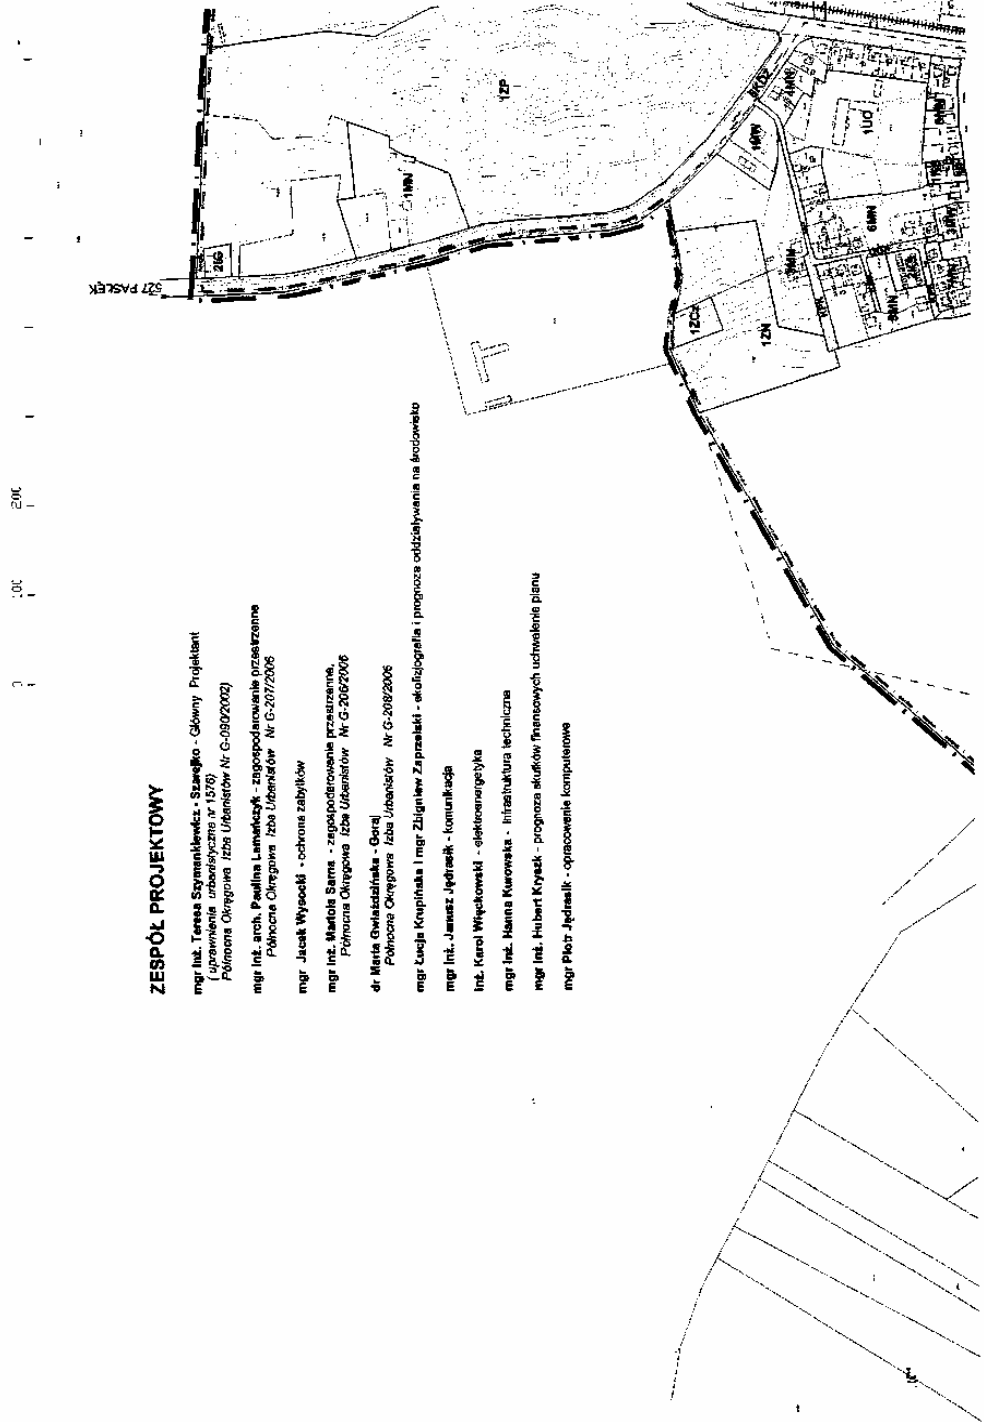 ZESPÓŁ PROJEKTOWY
mgr inż. Teresa Szymankiewicz - Szarejko - Główny Projektant
( uprawnienia urbanistyczne nr 1576)
Północna Okręgowa Izba Urbanistów Nr G-090/2002)
mgr inż. arch. Paulina Lemańczyk - zagospodarowanie przestrzenne
Północna Okręgowa Izba Urbanistów Nr G-207/2006
mgr Jacek Wysocki - ochrona zabytków
mgr inż. Mariola Sarna - zagospodarowanie przestrzenne,
Północna Okręgowa Izba Urbanistów Nr G-206/2006
dr Marta Gwiaździńska - Goraj
Północna Okręgowa Izba Urbanistów Nr G-208/2006
mgr Łucja Krupińska i mgr Zbigniew Zaprzelski - ekofizjografia i prognoza oddziaływania na środowisko
mgr inż. Janusz Jędrasik - komunikacja
inż. Karol Więckowski - elektroenergetyka
mgr inż. Hanna Kurowska - infrastruktura techniczna
mgr inż. Hubert Kryszk - prognoza skutków finansowych uchwalenia planu
mgr Piotr Jędrasik - opracowanie komputerowe
0 100 200
527 PASŁĘK
1MN
1ZP
1ZN
4MN
1UO
6MN